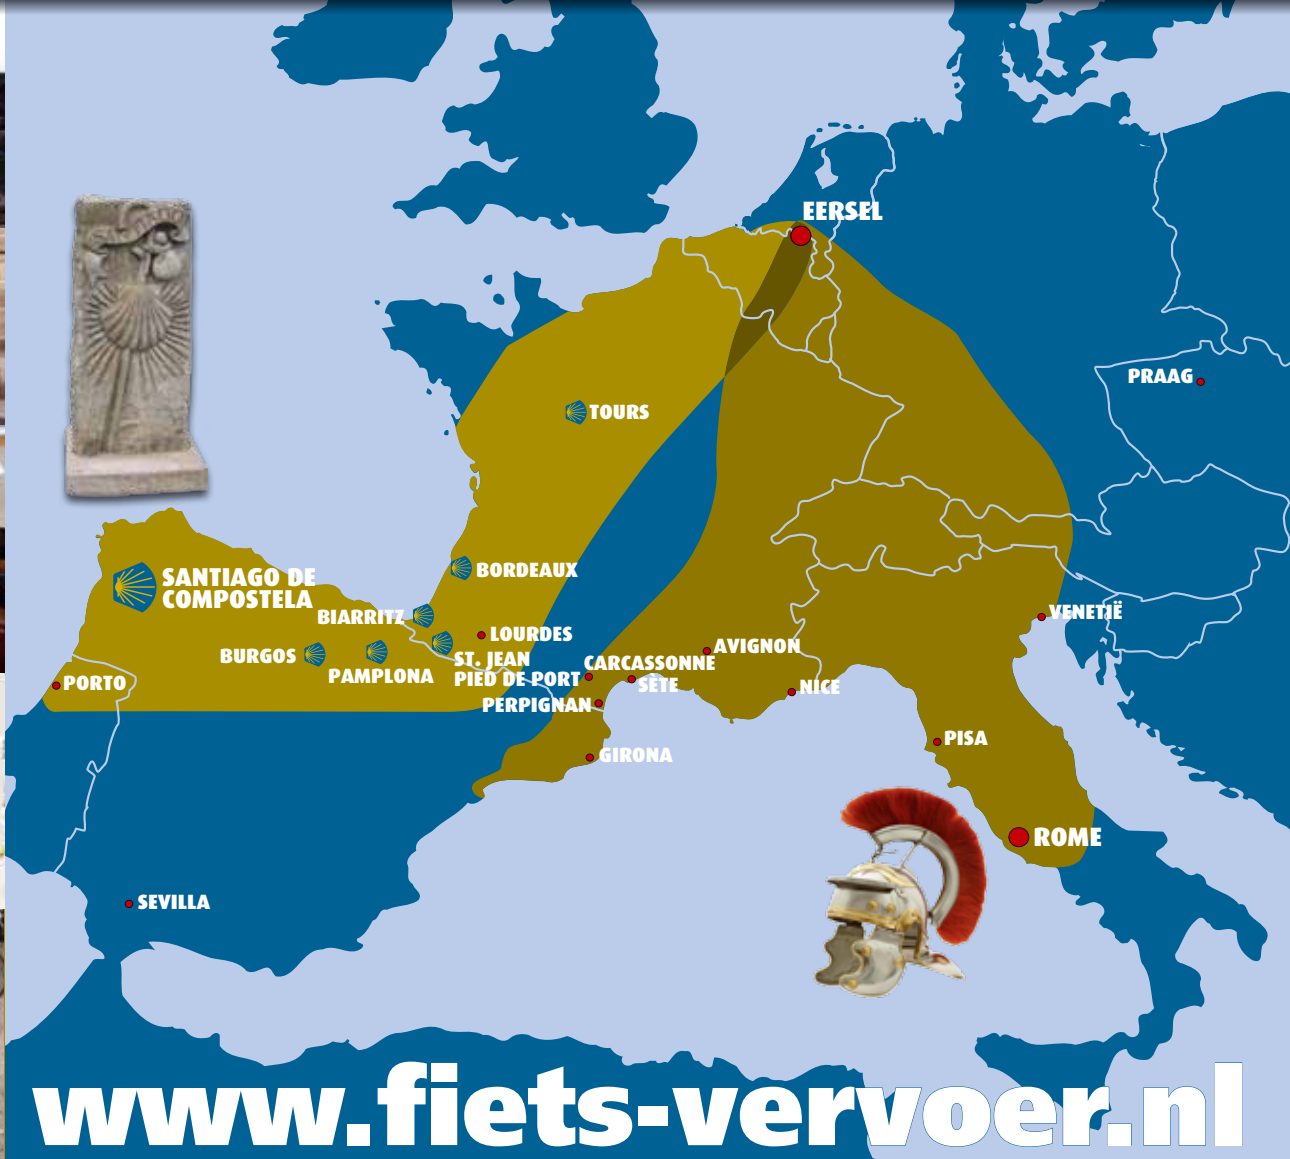 EERSEL
PRAAG
TOURS
BORDEAUX
SANTIAGO DE
COMPOSTELA
BIARRITZ
LOURDES
BURGOS
PAMPLONA
ST. JEAN
PIED DE PORT
CARCASSONNE
AVIGNON
VENETIË
PORTO
SÈTE
NICE
PERPIGNAN
PISA
GIRONA
ROME
SEVILLA
www.fiets-vervoer.nl